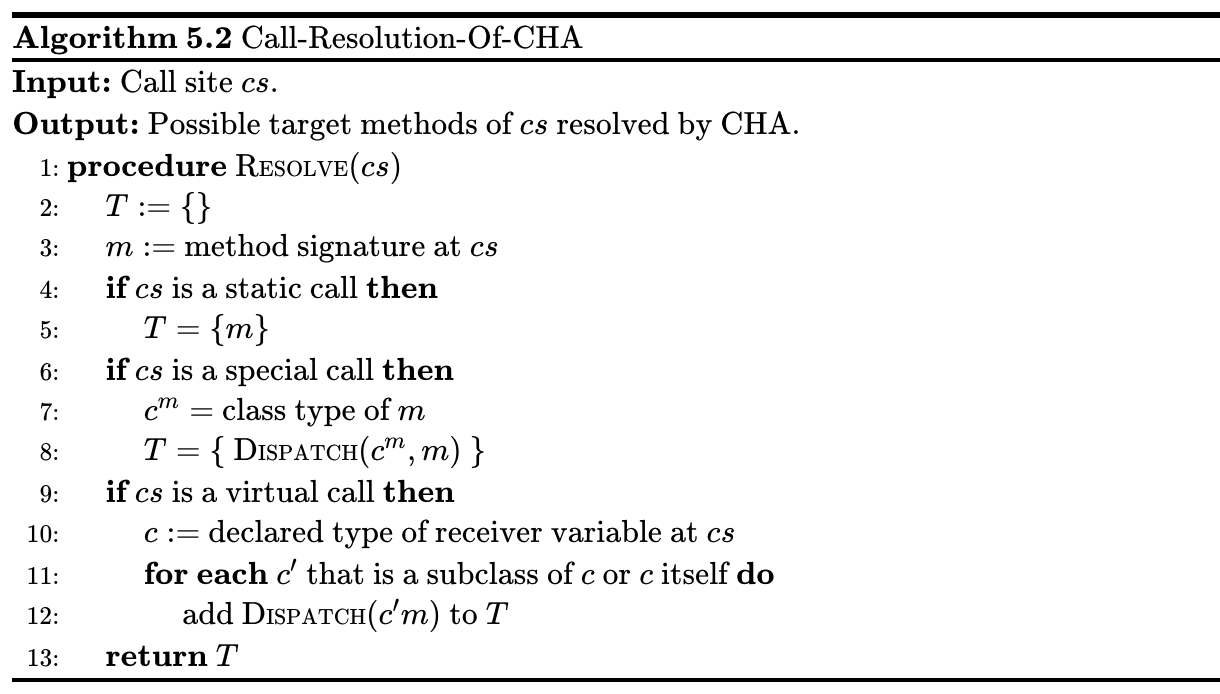 Algorithm 5.2 Call-Resolution-Of-CHA
Input: Call site cs.
Output: Possible target methods of cs resolved by CHA.
1: procedure RESOLVE(cs)
2: T := {}
3: m := method signature at cs
4: if cs is a static call then
5: T = {m}
6: if cs is a special call then
7: cᵐ = class type of m
8: T = { DISPATCH(cᵐ, m) }
9: if cs is a virtual call then
10: c := declared type of receiver variable at cs
11: for each c′ that is a subclass of c or c itself do
12: add DISPATCH(c′m) to T
13: return T